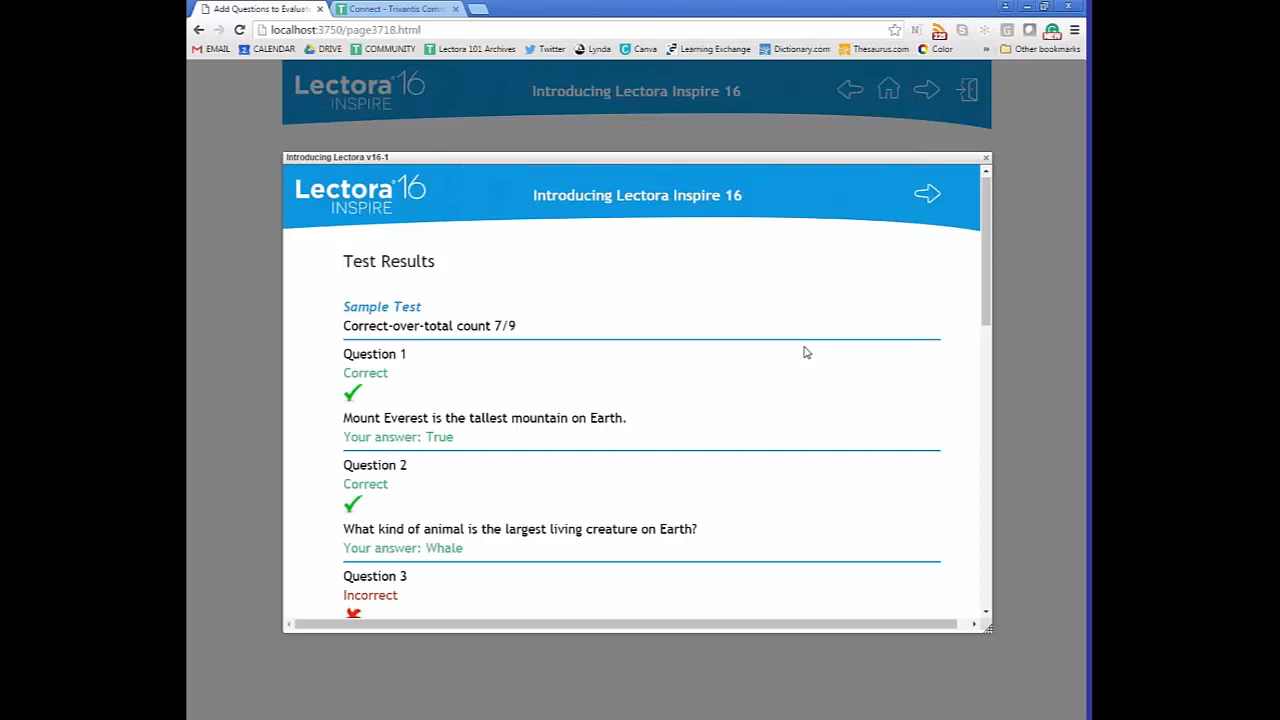 Add Questions to Evalua
Connect - Trivantis Com
localhost:3750/page3718.html
EMAIL
CALENDAR
DRIVE
COMMUNITY
Lectora 101 Archives
Twitter
Lynda
Canva
Learning Exchange
Dictionary.com
Thesaurus.com
Color
»
Other bookmarks
Lectora 16
INSPIRE
Introducing Lectora Inspire 16
Introducing Lectora v16-1
Lectora 16
INSPIRE
Introducing Lectora Inspire 16
Test Results
Sample Test
Correct-over-total count 7/9
Question 1
Correct
Mount Everest is the tallest mountain on Earth.
Your answer: True
Question 2
Correct
What kind of animal is the largest living creature on Earth?
Your answer: Whale
Question 3
Incorrect